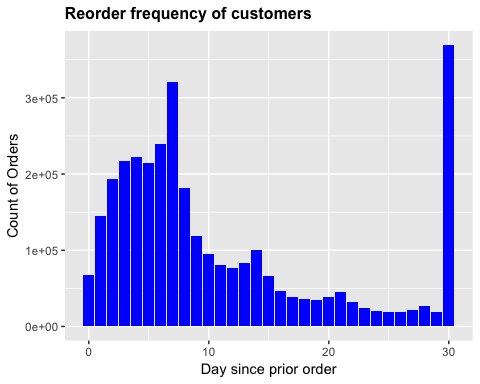 Reorder frequency of customers
Count of Orders
3e+05
2e+05
1e+05
0e+00
0 10 20 30
Day since prior order